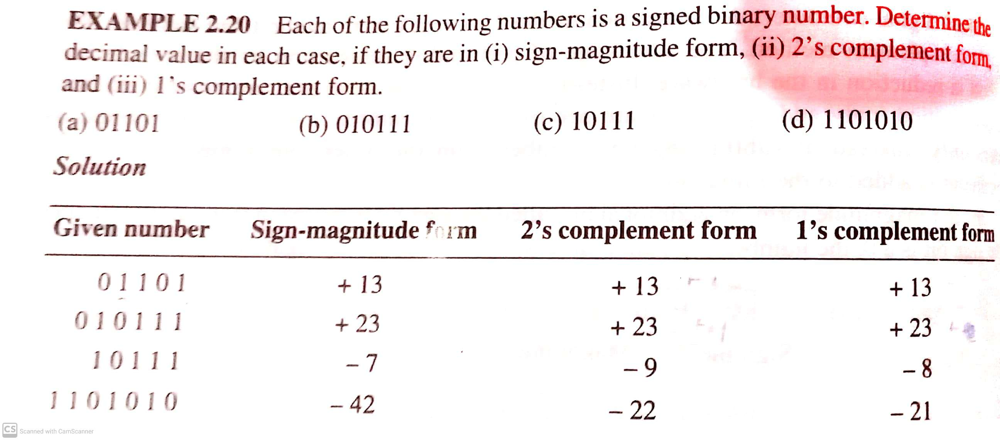 EXAMPLE 2.20 Each of the following numbers is a signed binary number. Determine the
decimal value in each case, if they are in (i) sign-magnitude form, (ii) 2’s complement form,
and (iii) 1’s complement form.
(a) 01101 (b) 010111 (c) 10111 (d) 1101010
Solution
Given number Sign-magnitude form 2’s complement form 1’s complement form
0 1 1 0 1 + 13 + 13 + 13
0 1 0 1 1 1 + 23 + 23 + 23
1 0 1 1 1 – 7 – 9 – 8
1 1 0 1 0 1 0 – 42 – 22 – 21
CS Scanned with CamScanner